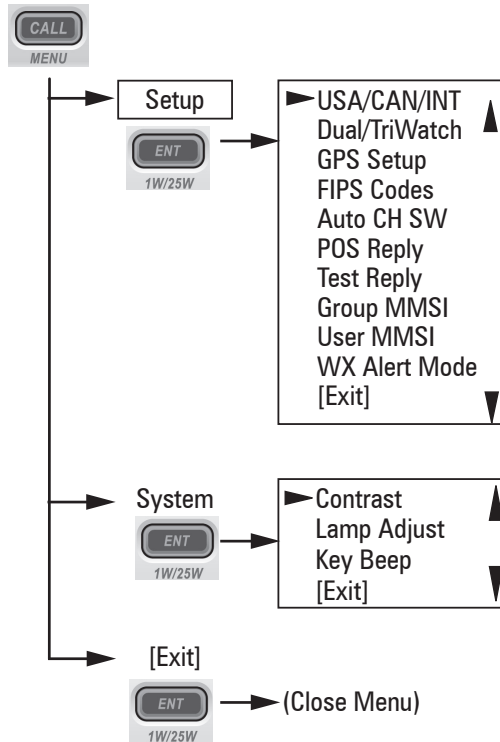 CALL
MENU
Setup
ENT
1W/25W
USA/CAN/INT
Dual/TriWatch
GPS Setup
FIPS Codes
Auto CH SW
POS Reply
Test Reply
Group MMSI
User MMSI
WX Alert Mode
[Exit]
System
ENT
1W/25W
Contrast
Lamp Adjust
Key Beep
[Exit]
[Exit]
ENT
1W/25W
(Close Menu)